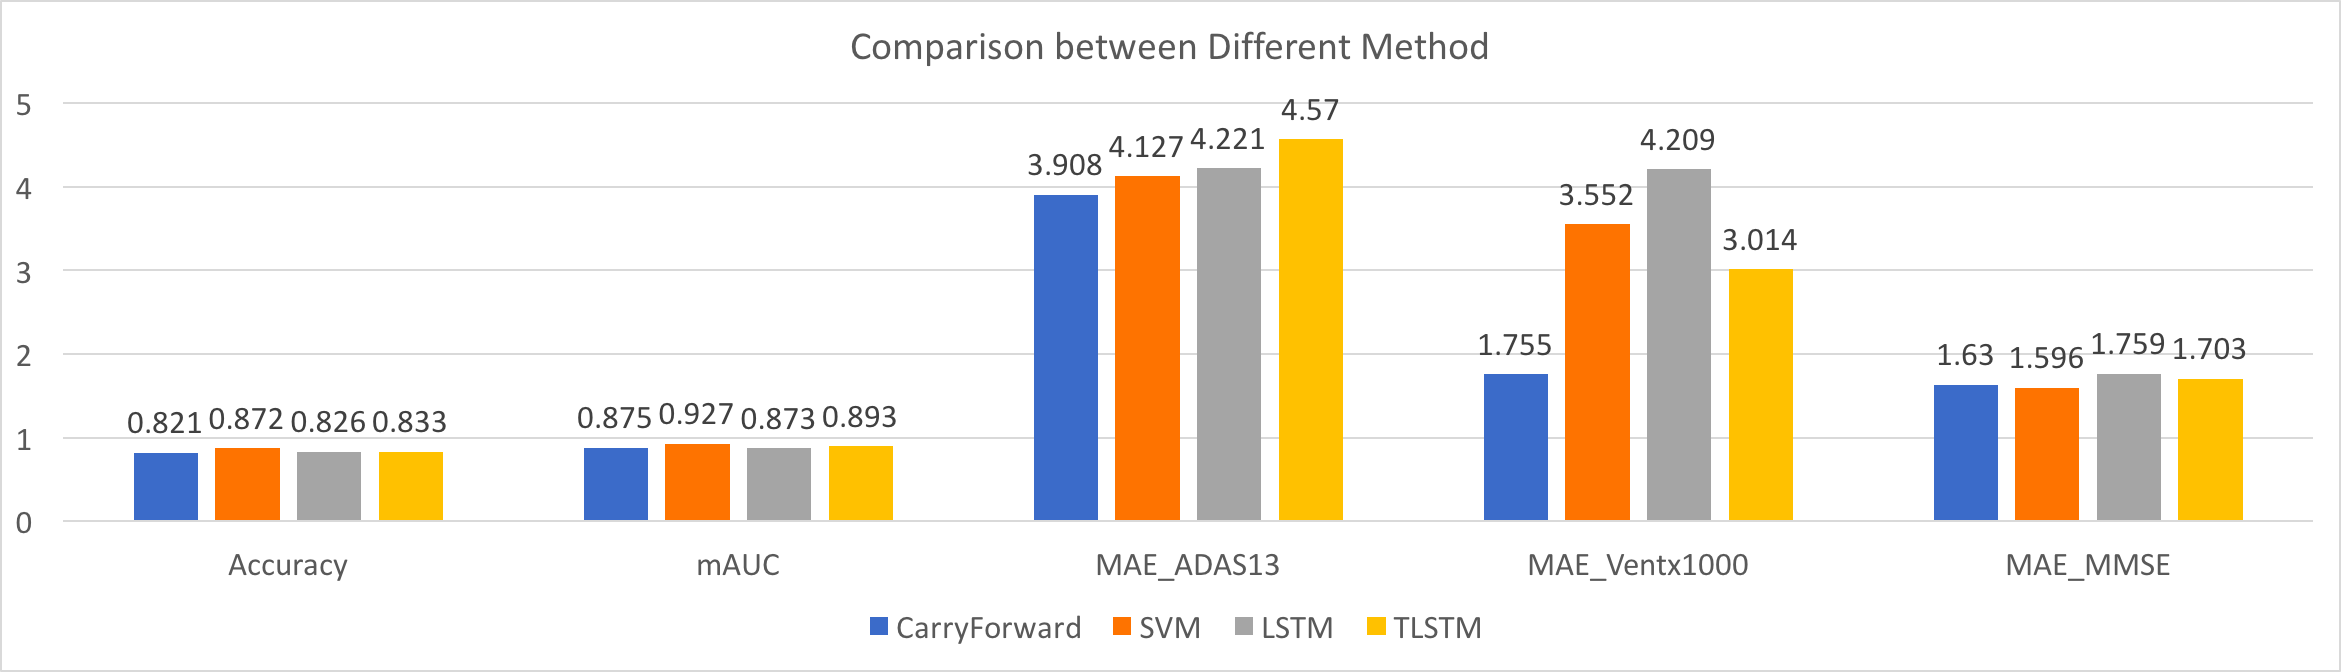 Comparison between Different Method
5
4
3
2
1
0
0.821 0.872 0.826 0.833
0.875 0.927 0.873 0.893
3.908 4.127 4.221 4.57
1.755 3.552 4.209 3.014
1.63 1.596 1.759 1.703
Accuracy mAUC MAE_ADAS13 MAE_Ventx1000 MAE_MMSE
CarryForward SVM LSTM TLSTM